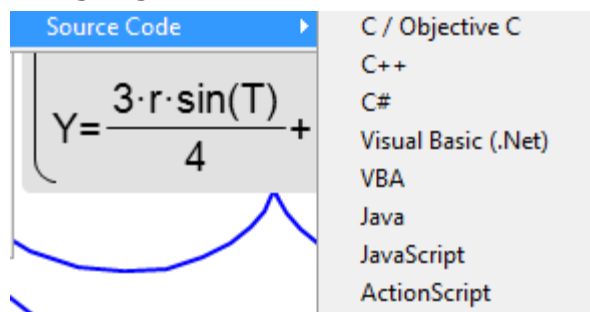 Source Code
Y=3·r·sin(T)/4+
C / Objective C
C++
C#
Visual Basic (.Net)
VBA
Java
JavaScript
ActionScript